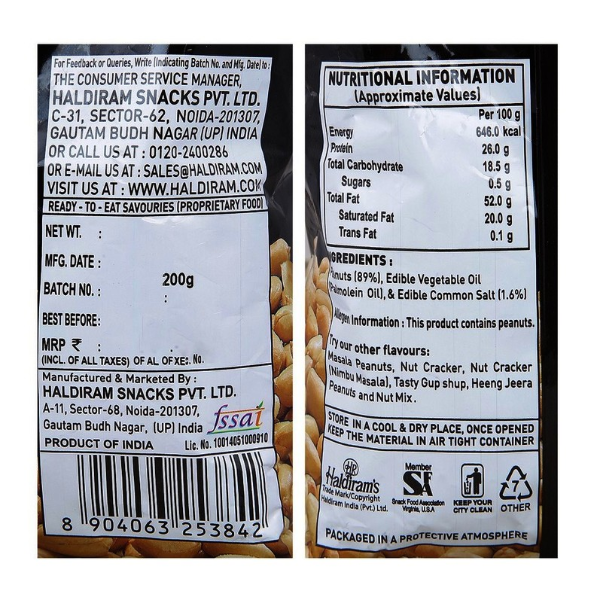 For Feedback or Queries, Write (Indicating Batch No. and Mfg. Date) to :
THE CONSUMER SERVICE MANAGER,
HALDIRAM SNACKS PVT. LTD.
C-31, SECTOR-62, NOIDA-201307,
GAUTAM BUDH NAGAR (UP) INDIA
OR CALL US AT : 0120-2400286
OR E-MAIL US AT : SALES@HALDIRAM.COM
VISIT US AT : WWW.HALDIRAM.COM
READY - TO - EAT SAVOURIES (PROPRIETARY FOOD)
NET WT. :
MFG. DATE :
200g
BATCH NO. : :
BEST BEFORE:
MRP ₹ :
(INCL. OF ALL TAXES) OF AL OF XE:. No.
Manufactured & Marketed By :
HALDIRAM SNACKS PVT. LTD.
A-11, Sector-68, Noida-201307,
Gautam Budh Nagar, (UP) India
fssai
PRODUCT OF INDIA Lic. No. 10014051000910
8 904063 253842
NUTRITIONAL INFORMATION
(Approximate Values)
Per 100 g
Energy 646.0 kcal
Protein 26.0 g
Total Carbohydrate 18.5 g
Sugars 0.5 g
Total Fat 52.0 g
Saturated Fat 20.0 g
Trans Fat 0.1 g
GREDIENTS :
nuts (89%), Edible Vegetable Oil
molein Oil), & Edible Common Salt (1.6%)
Allergen Information : This product contains peanuts.
Try our other flavours:
Masala Peanuts, Nut Cracker, Nut Cracker
(Nimbu Masala), Tasty Gup shup, Heeng Jeera
Peanuts and Nut Mix.
STORE IN A COOL & DRY PLACE, ONCE OPENED
KEEP THE MATERIAL IN AIR TIGHT CONTAINER
HR
Haldiram's
Trade Mark/Copyright
Haldiram India (Pvt.) Ltd.
Member
SFA
Snack Food Association
Virginia, U.S.A
KEEP YOUR
CITY CLEAN
7
OTHER
PACKAGED IN A PROTECTIVE ATMOSPHERE